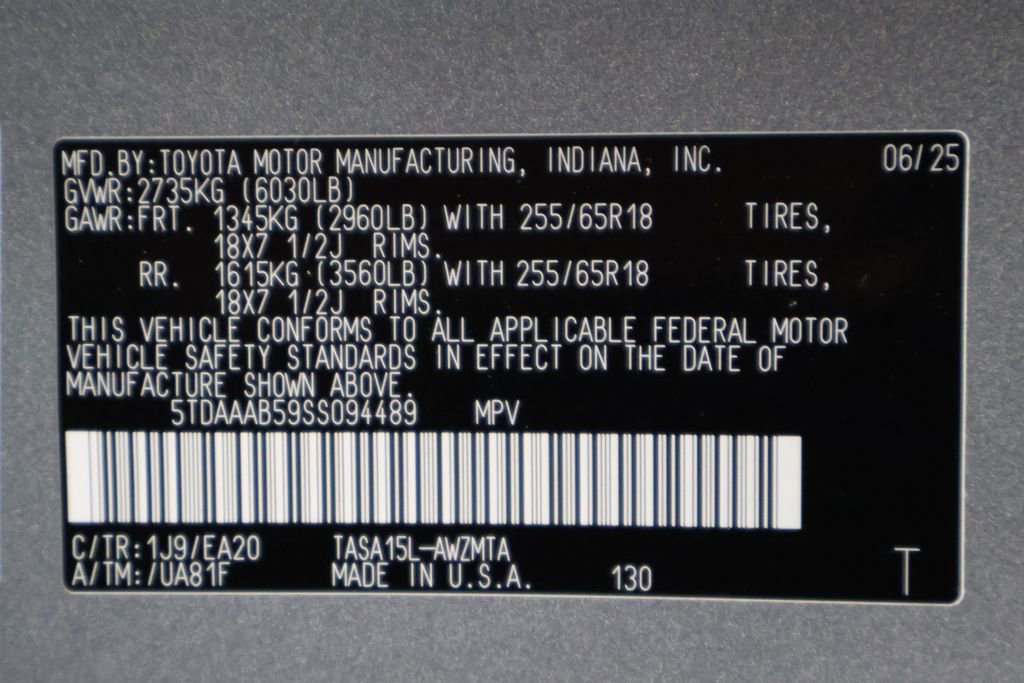 MFD.BY:TOYOTA MOTOR MANUFACTURING, INDIANA, INC. 06/25
GVWR:2735KG (6030LB)
GAWR:FRT. 1345KG (2960LB) WITH 255/65R18 TIRES,
18X7 1/2J RIMS.
RR. 1615KG (3560LB) WITH 255/65R18 TIRES,
18X7 1/2J RIMS.
THIS VEHICLE CONFORMS TO ALL APPLICABLE FEDERAL MOTOR
VEHICLE SAFETY STANDARDS IN EFFECT ON THE DATE OF
MANUFACTURE SHOWN ABOVE.
5TDAAAB59SS094489 MPV
C/TR:1J9/EA20 TASA15L-AWZMTA
A/TM:/UA81F MADE IN U.S.A. 130 T